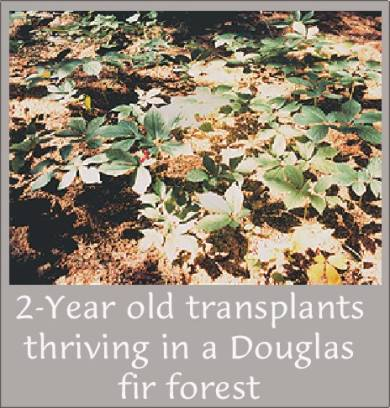 2-Year old transplants
thriving in a Douglas
fir forest